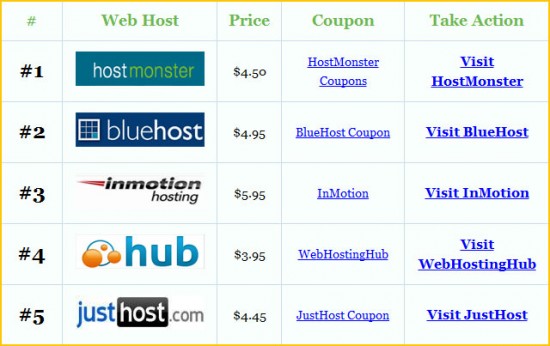 # Web Host Price Coupon Take Action
#1 hostmonster $4.50 HostMonster Coupons Visit HostMonster
#2 bluehost $4.95 BlueHost Coupon Visit BlueHost
#3 inmotion hosting $5.95 InMotion Visit InMotion
#4 hub $3.95 WebHostingHub Visit WebHostingHub
#5 justhost.com $4.45 JustHost Coupon Visit JustHost